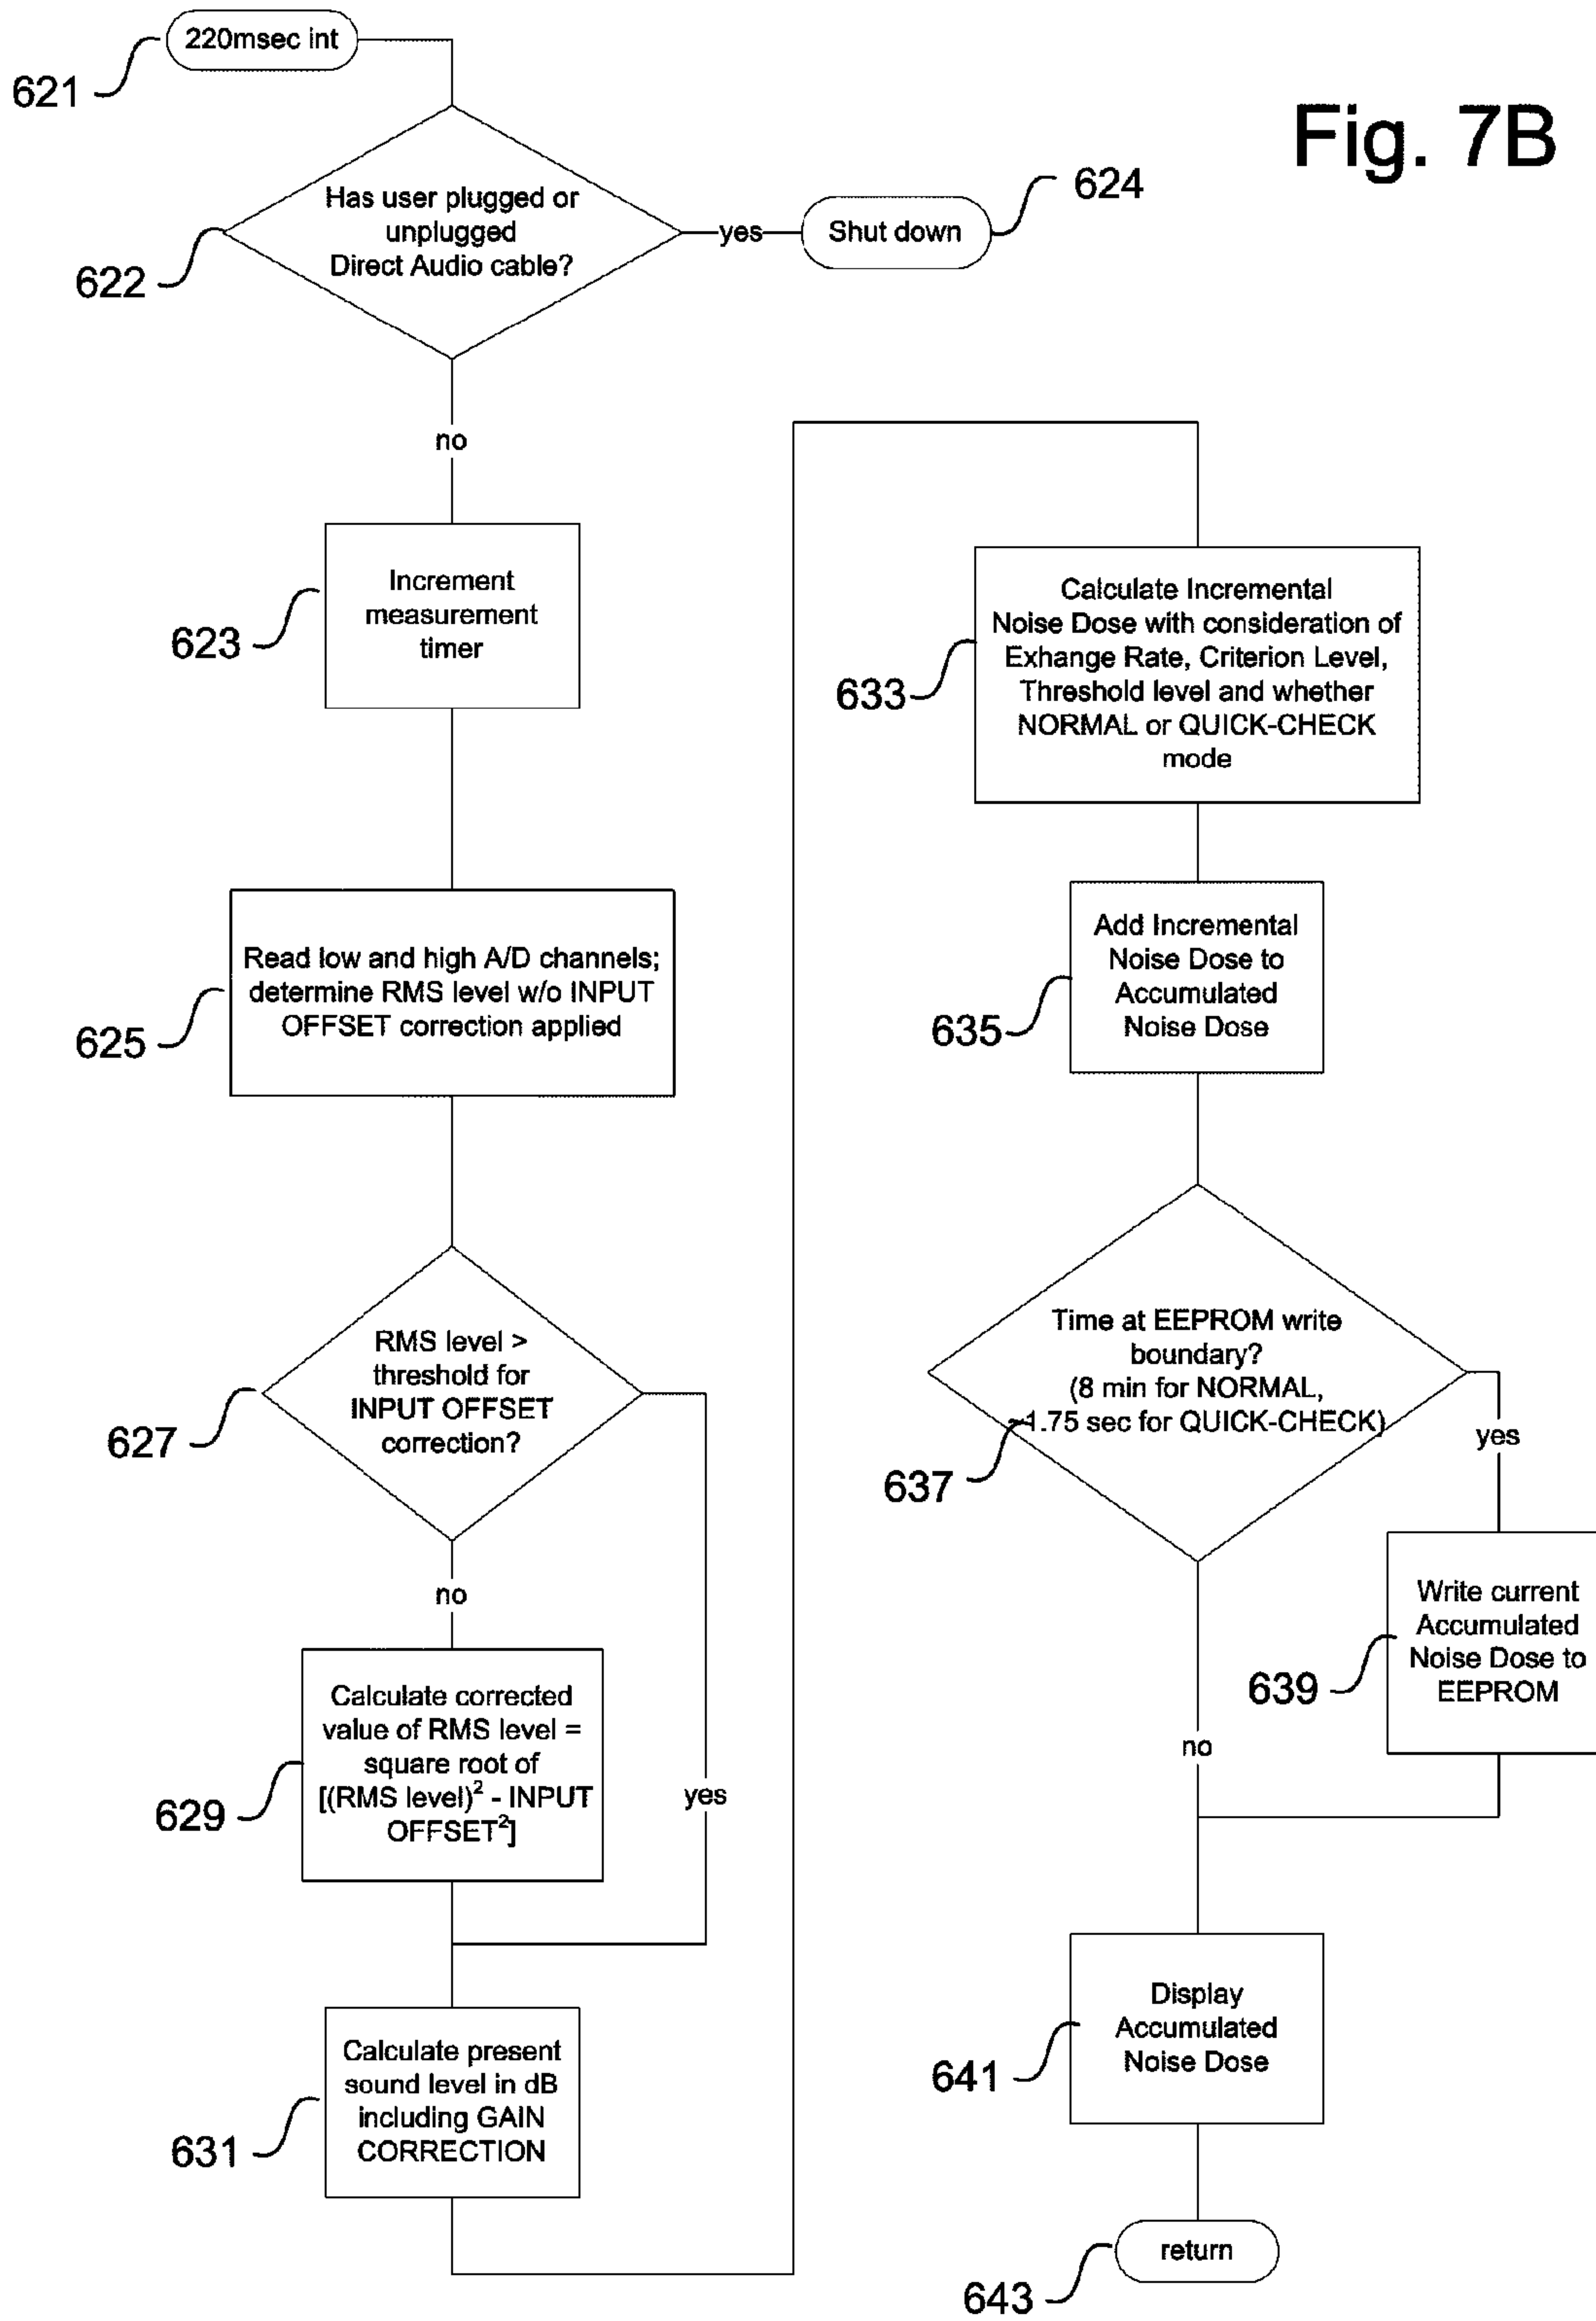 220msec int
621
Fig. 7B
Has user plugged or
unplugged
Direct Audio cable?
622
yes
Shut down
624
no
Increment
measurement
timer
623
Read low and high A/D channels;
determine RMS level w/o INPUT
OFFSET correction applied
625
RMS level >
threshold for
INPUT OFFSET
correction?
627
no
yes
Calculate corrected
value of RMS level =
square root of
[(RMS level)² - INPUT
OFFSET²]
629
Calculate present
sound level in dB
including GAIN
CORRECTION
631
Calculate Incremental
Noise Dose with consideration of
Exhange Rate, Criterion Level,
Threshold level and whether
NORMAL or QUICK-CHECK
mode
633
Add Incremental
Noise Dose to
Accumulated
Noise Dose
635
Time at EEPROM write
boundary?
(8 min for NORMAL,
~1.75 sec for QUICK-CHECK)
637
yes
Write current
Accumulated
Noise Dose to
EEPROM
639
no
Display
Accumulated
Noise Dose
641
return
643